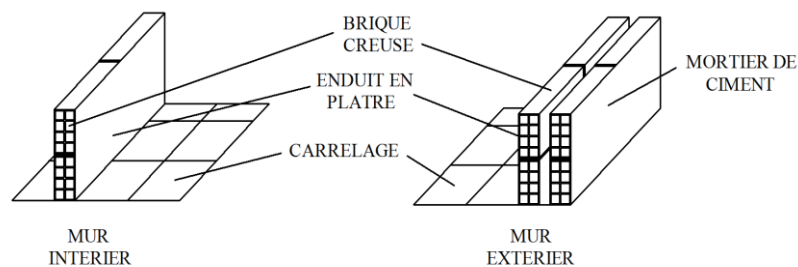 BRIQUE
CREUSE
ENDUIT EN
PLATRE
MORTIER DE
CIMENT
CARRELAGE
MUR
INTERIER
MUR
EXTERIER